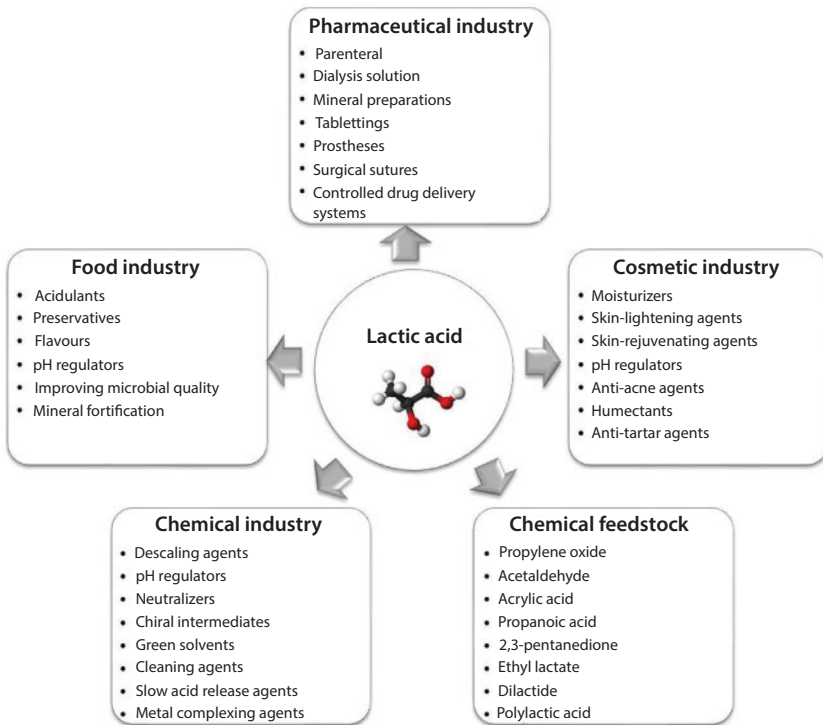 Pharmaceutical industry
• Parenteral
• Dialysis solution
• Mineral preparations
• Tablettings
• Prostheses
• Surgical sutures
• Controlled drug delivery
systems
Food industry
• Acidulants
• Preservatives
• Flavours
• pH regulators
• Improving microbial quality
• Mineral fortification
Lactic acid
Cosmetic industry
• Moisturizers
• Skin-lightening agents
• Skin-rejuvenating agents
• pH regulators
• Anti-acne agents
• Humectants
• Anti-tartar agents
Chemical industry
• Descaling agents
• pH regulators
• Neutralizers
• Chiral intermediates
• Green solvents
• Cleaning agents
• Slow acid release agents
• Metal complexing agents
Chemical feedstock
• Propylene oxide
• Acetaldehyde
• Acrylic acid
• Propanoic acid
• 2,3-pentanedione
• Ethyl lactate
• Dilactide
• Polylactic acid